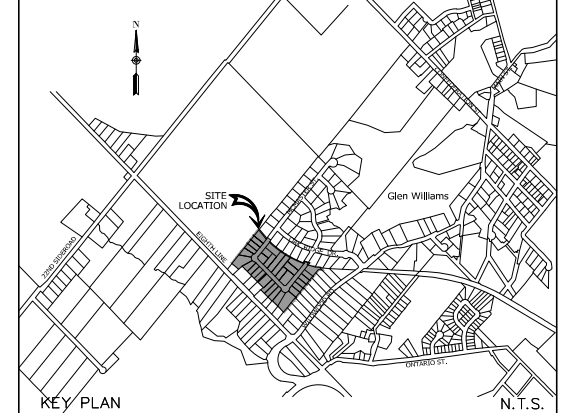 N
SITE
LOCATION
Glen Williams
22ND SIDEROAD
EIGHTH LINE
ONTARIO ST.
KEY PLAN
N.T.S.